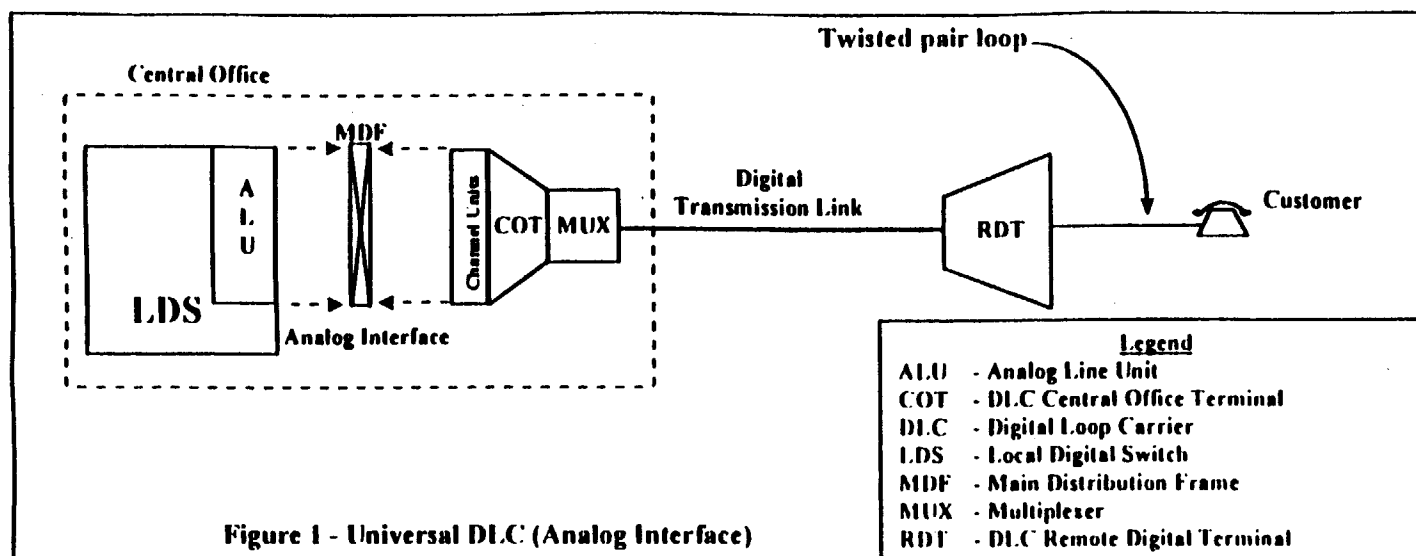 Twisted pair loop
Central Office
MDF
ALU
LDS
Analog Interface
Channel Units
COT
MUX
Digital
Transmission Link
RDT
Customer
Legend
ALU - Analog Line Unit
COT - DLC Central Office Terminal
DLC - Digital Loop Carrier
LDS - Local Digital Switch
MDF - Main Distribution Frame
MUX - Multiplexer
RDT - DLC Remote Digital Terminal
Figure 1 - Universal DLC (Analog Interface)